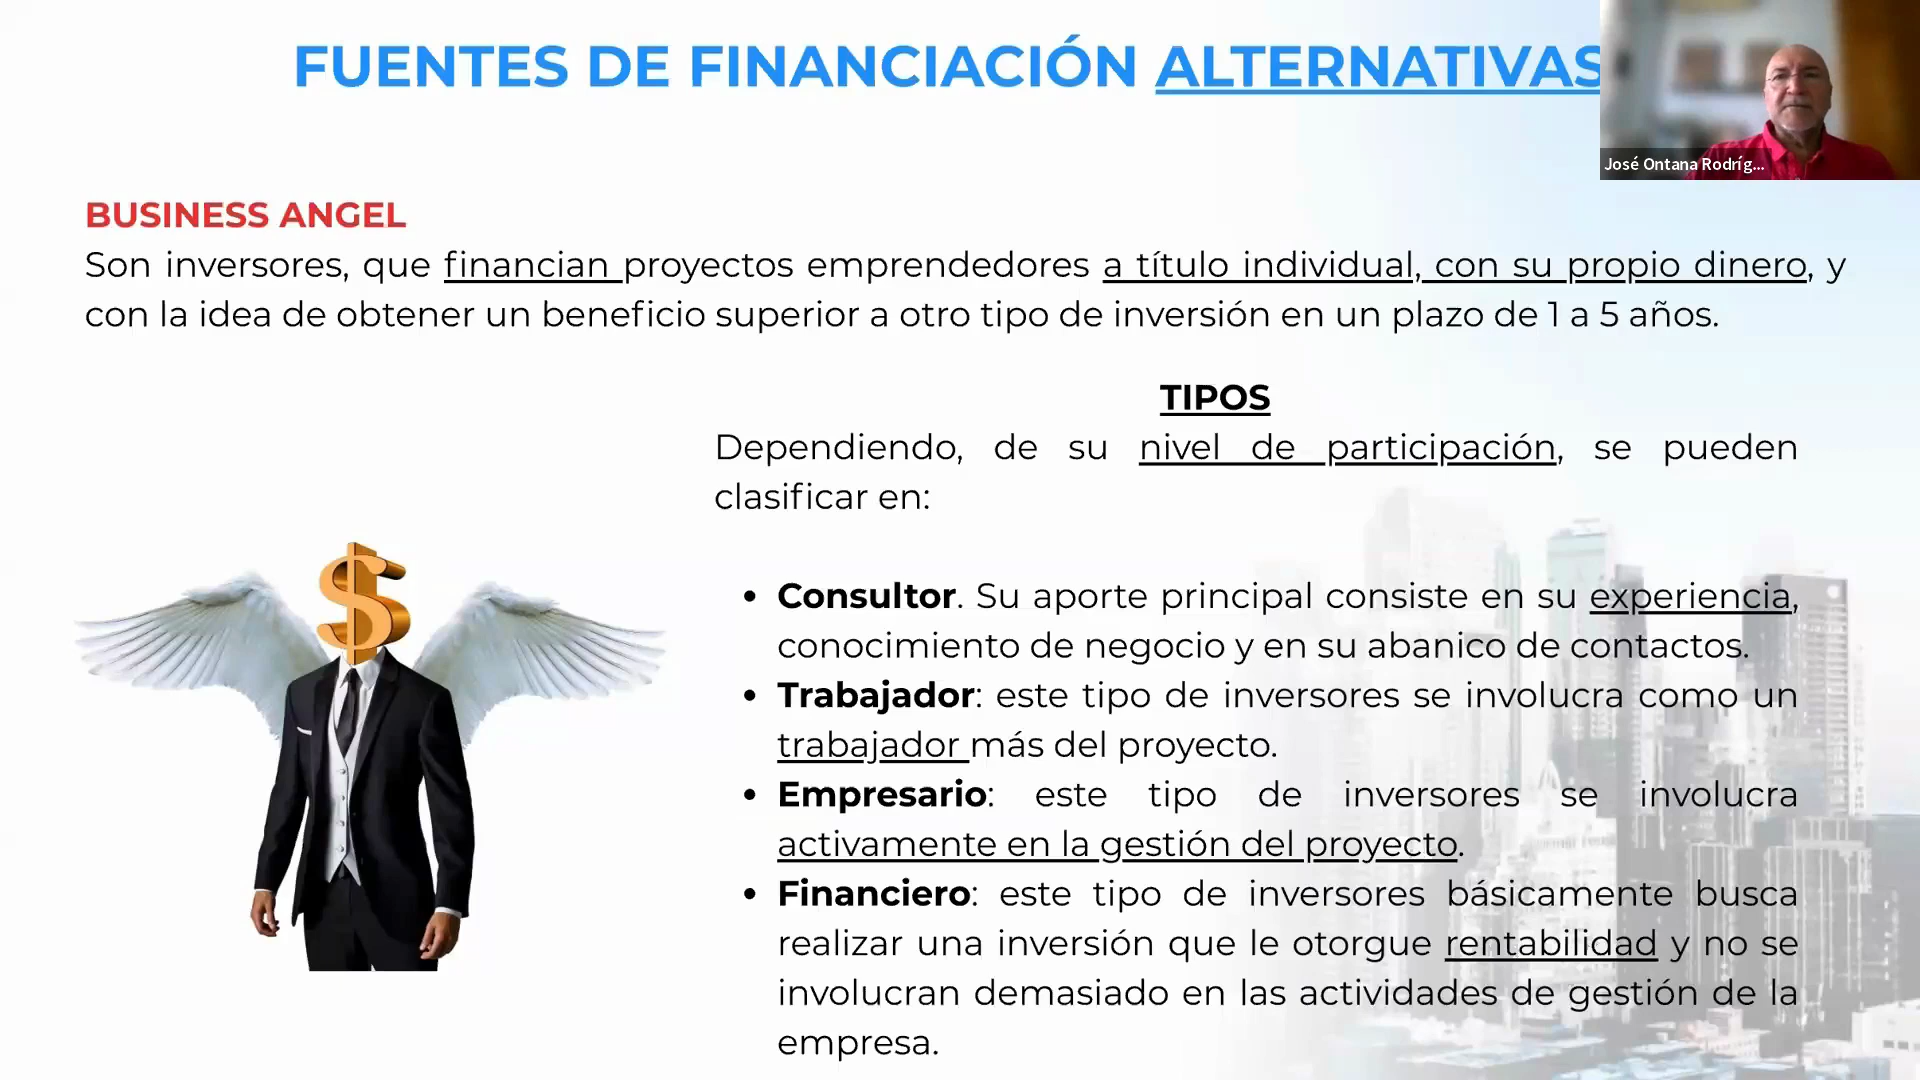 FUENTES DE FINANCIACIÓN ALTERNATIVAS
José Ontana Rodríg...
BUSINESS ANGEL
Son inversores, que financian proyectos emprendedores a título individual, con su propio dinero, y
con la idea de obtener un beneficio superior a otro tipo de inversión en un plazo de 1 a 5 años.
TIPOS
Dependiendo, de su nivel de participación, se pueden
clasificar en:
• Consultor. Su aporte principal consiste en su experiencia,
conocimiento de negocio y en su abanico de contactos.
• Trabajador: este tipo de inversores se involucra como un
trabajador más del proyecto.
• Empresario: este tipo de inversores se involucra
activamente en la gestión del proyecto.
• Financiero: este tipo de inversores básicamente busca
realizar una inversión que le otorgue rentabilidad y no se
involucran demasiado en las actividades de gestión de la
empresa.